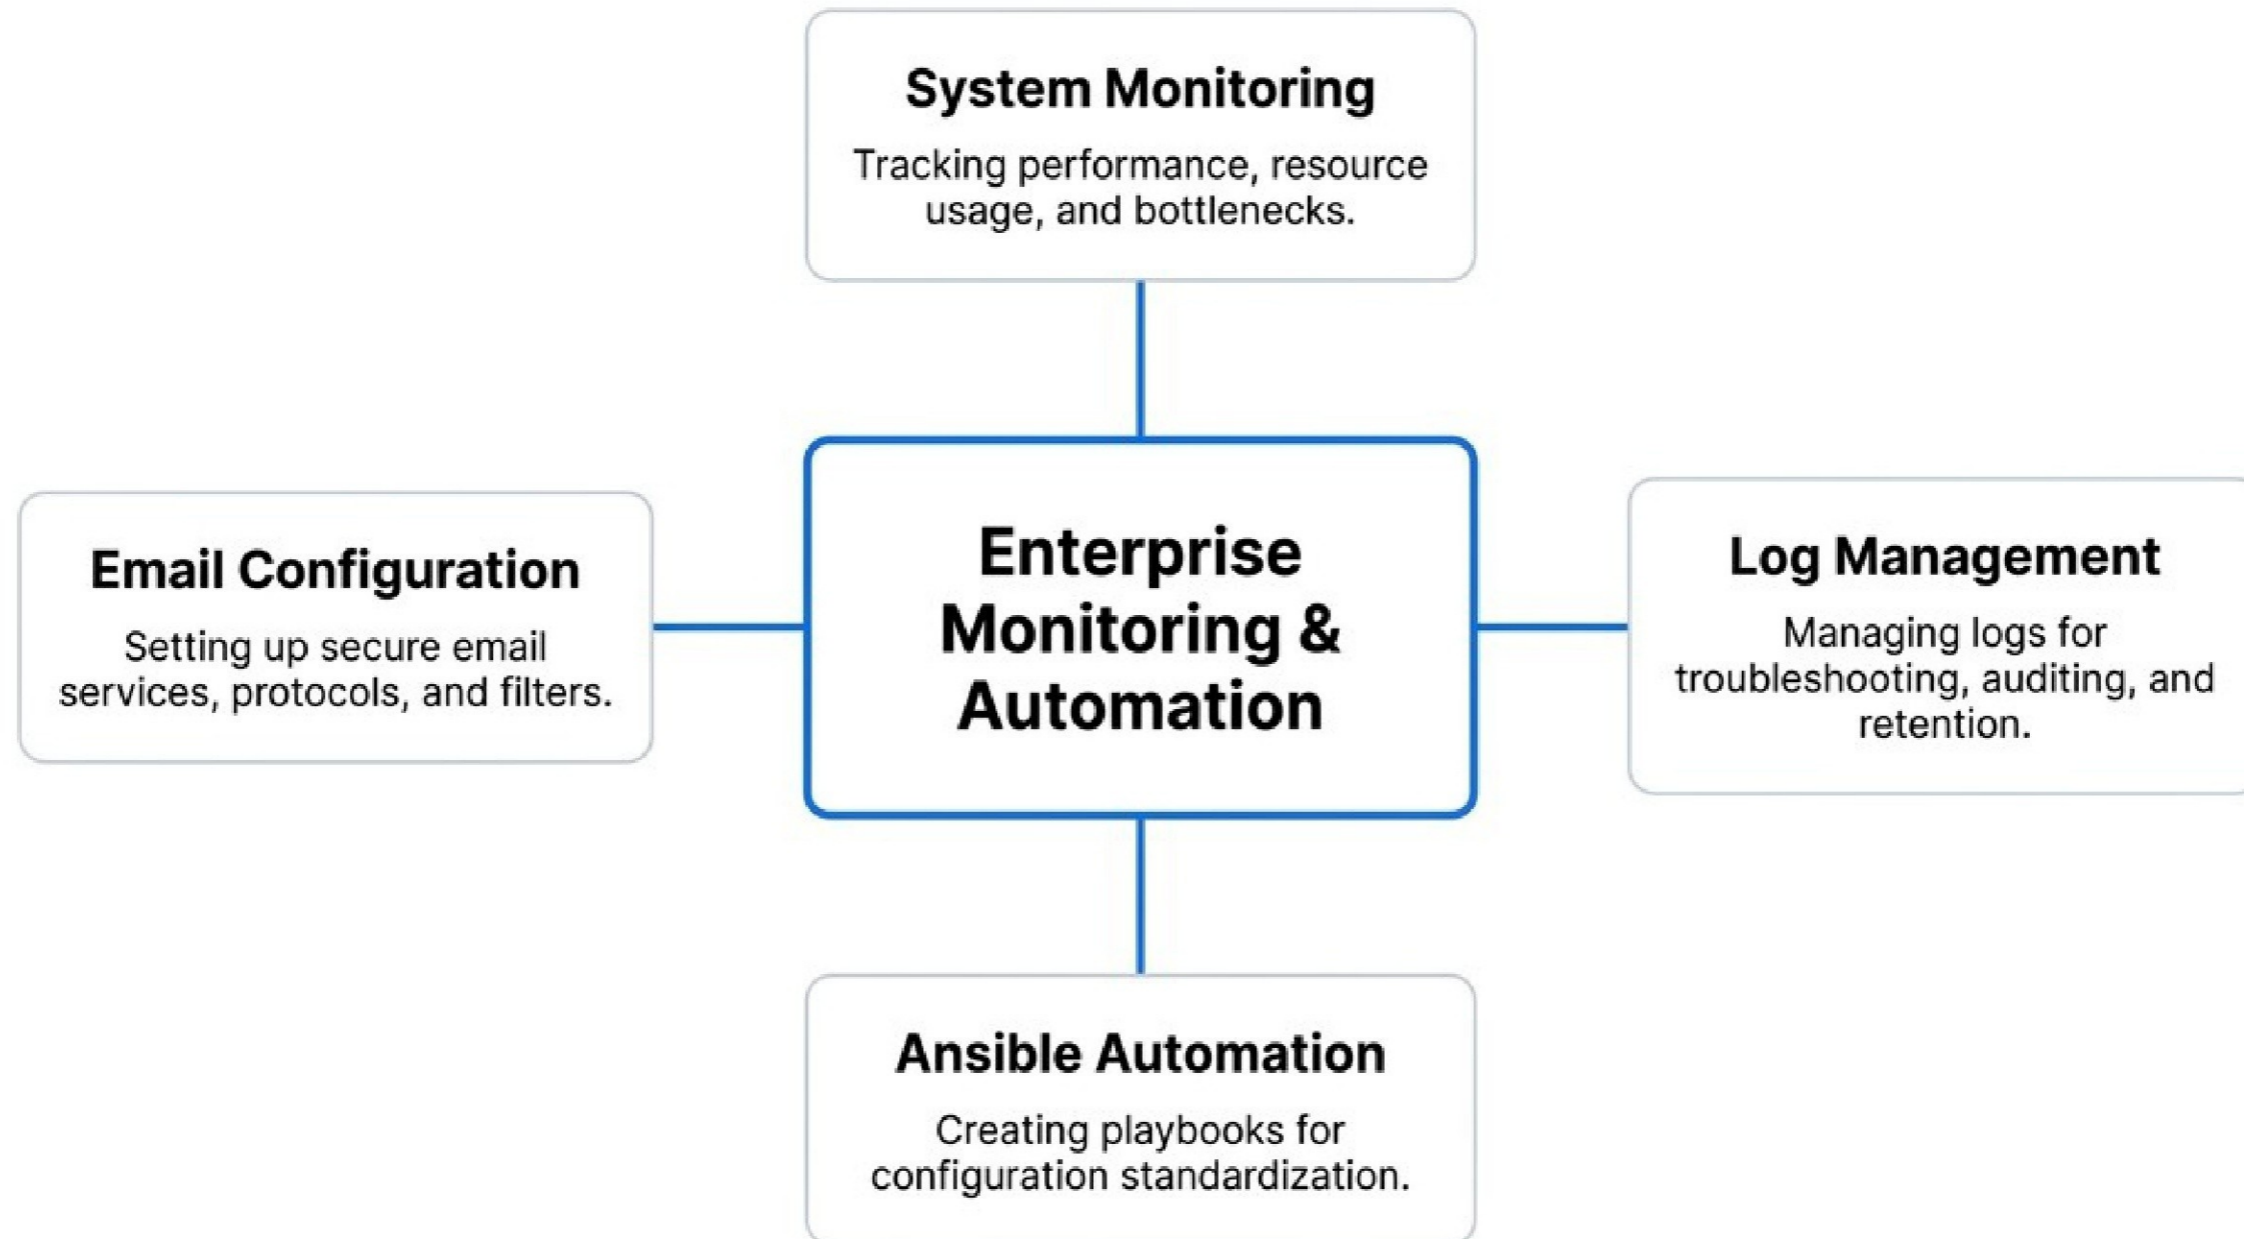 System Monitoring
Tracking performance, resource
usage, and bottlenecks.
Email Configuration
Setting up secure email
services, protocols, and filters.
Enterprise
Monitoring &
Automation
Log Management
Managing logs for
troubleshooting, auditing, and
retention.
Ansible Automation
Creating playbooks for
configuration standardization.